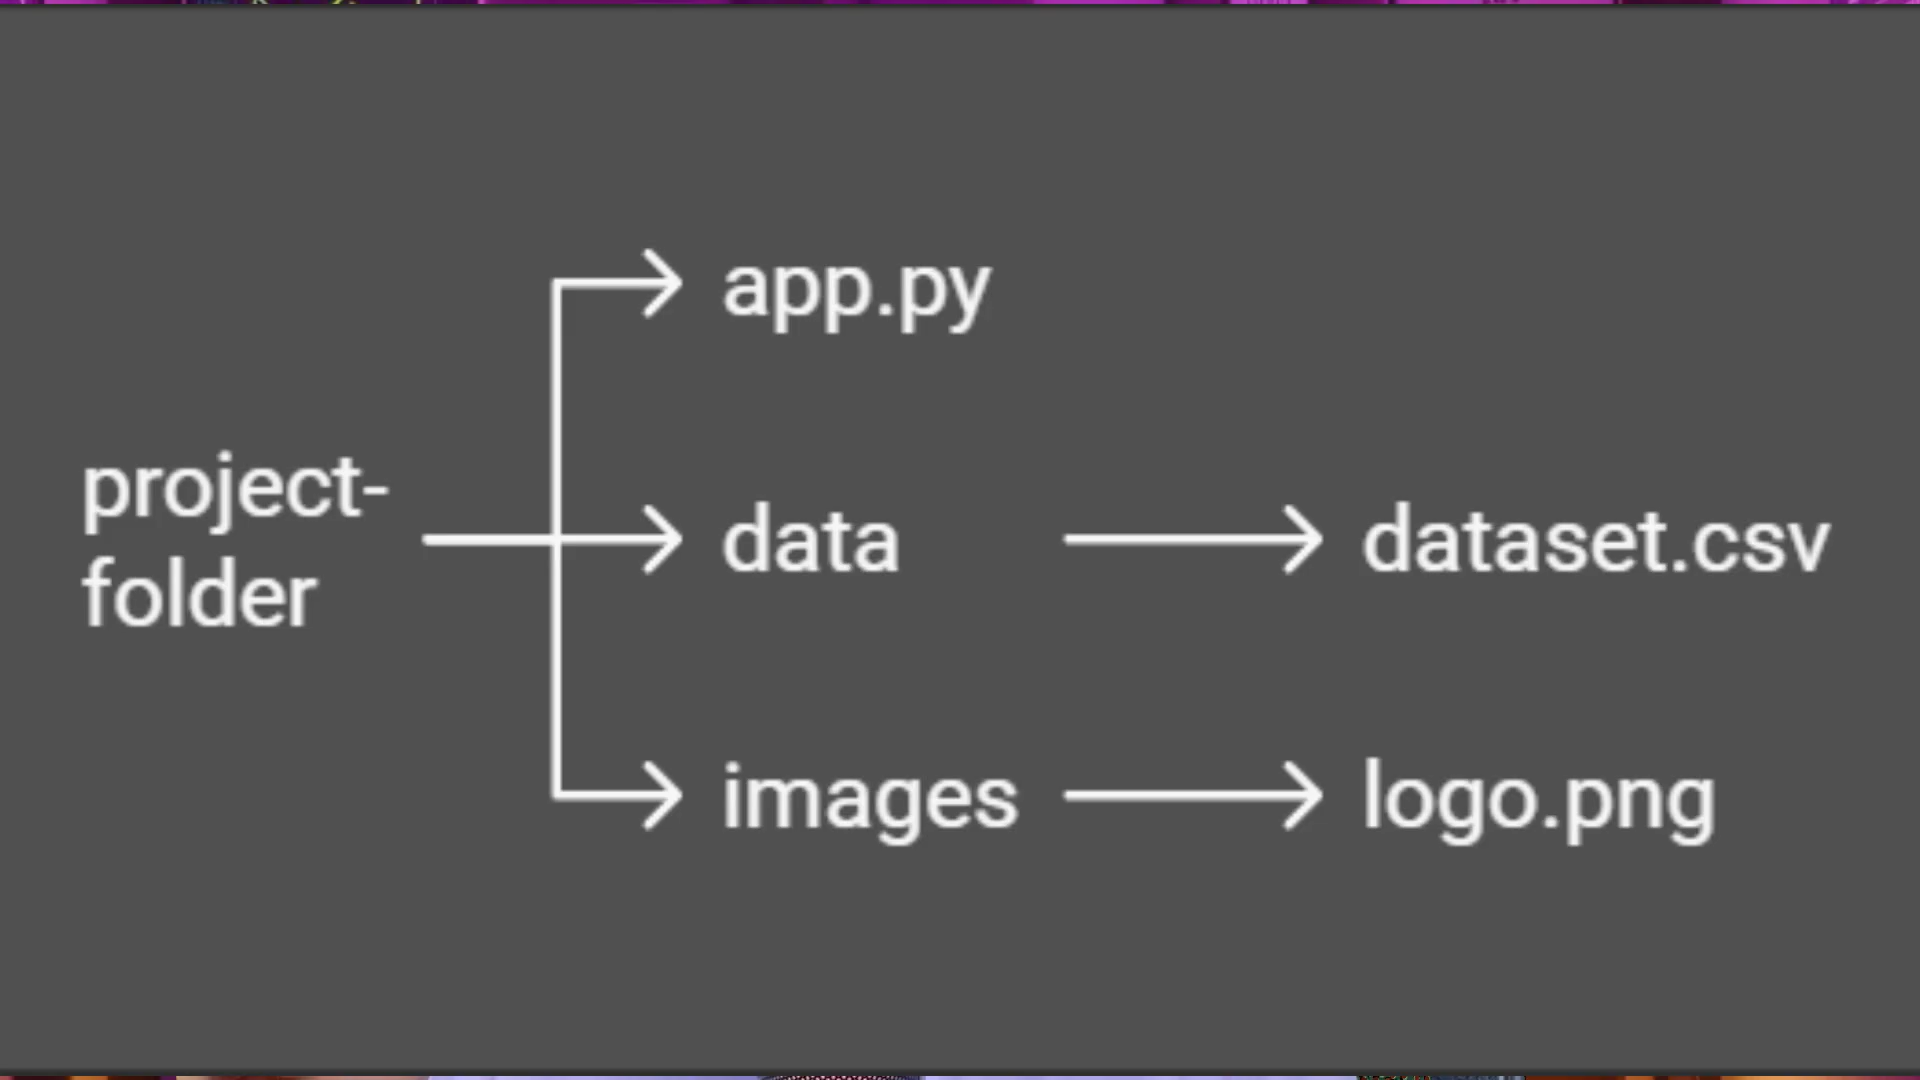 project-
folder
app.py
data
dataset.csv
images
logo.png